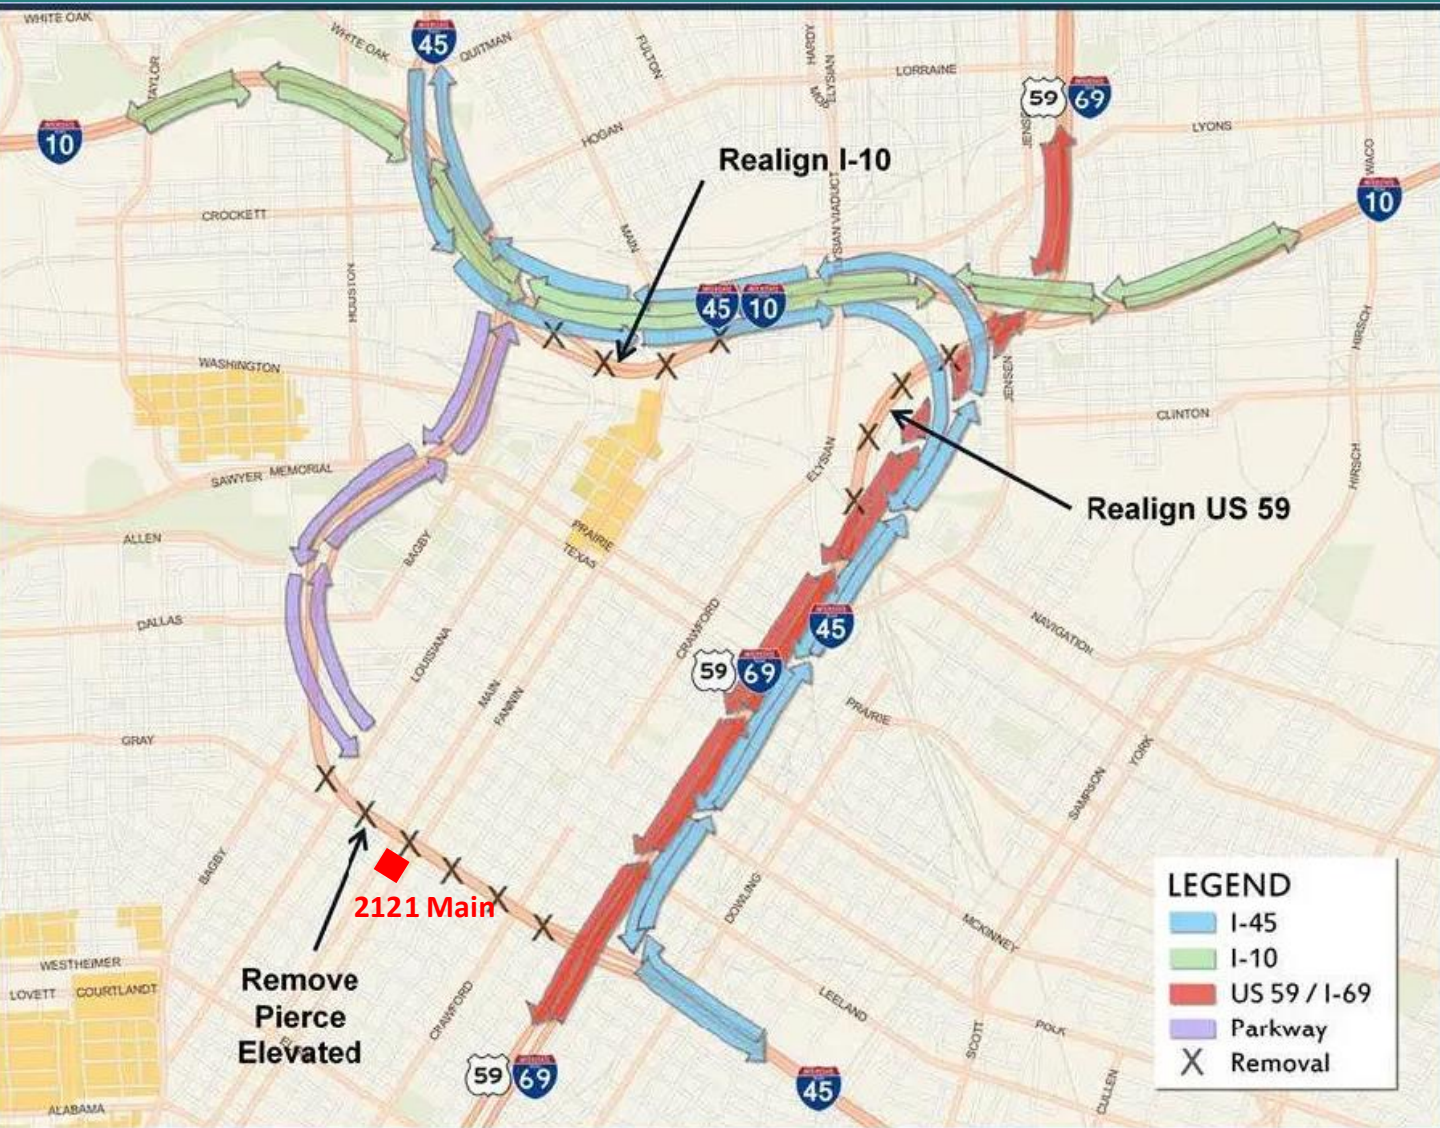 WHITE OAK
WHITE OAK
45
QUITMAN
FULTON
HARDY
ELYSIAN
LORRAINE
TAYLOR
59
69
JENSE
LYONS
10
HOGAN
Realign I-10
WACO
10
CROCKETT
MAIN
YSIAN VIADUCT
HOUSTON
45
10
HIRSCH
WASHINGTON
JENSEN
CLINTON
SAWYER
MEMORIAL
ELYSIAN
HIRSCH
Realign US 59
ALLEN
BAGBY
PRAIRIE
TEXAS
DALLAS
LOUISIANA
CRAWFORD
45
NAVIGATION
59
69
MAIN
FANNIN
PRAIRIE
GRAY
YORK
SAMPSON
BAGBY
2121 Main
DOWLING
MCKINNEY
LEGEND
I-45
I-10
US 59 / I-69
Parkway
X Removal
WESTHEIMER
LOVETT
COURTLANDT
Remove
Pierce
Elevated
CRAWFORD
LEELAND
POLK
SCOTT
59
69
45
CULLEN
ALABAMA